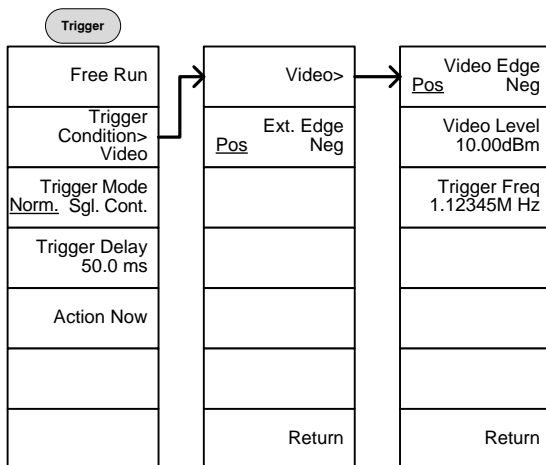 Trigger
Free Run
Trigger
Condition>
Video
Trigger Mode
Norm. Sgl. Cont.
Trigger Delay
50.0 ms
Action Now
Video>
Ext. Edge
Pos Neg
Return
Video Edge
Pos Neg
Video Level
10.00dBm
Trigger Freq
1.12345M Hz
Return